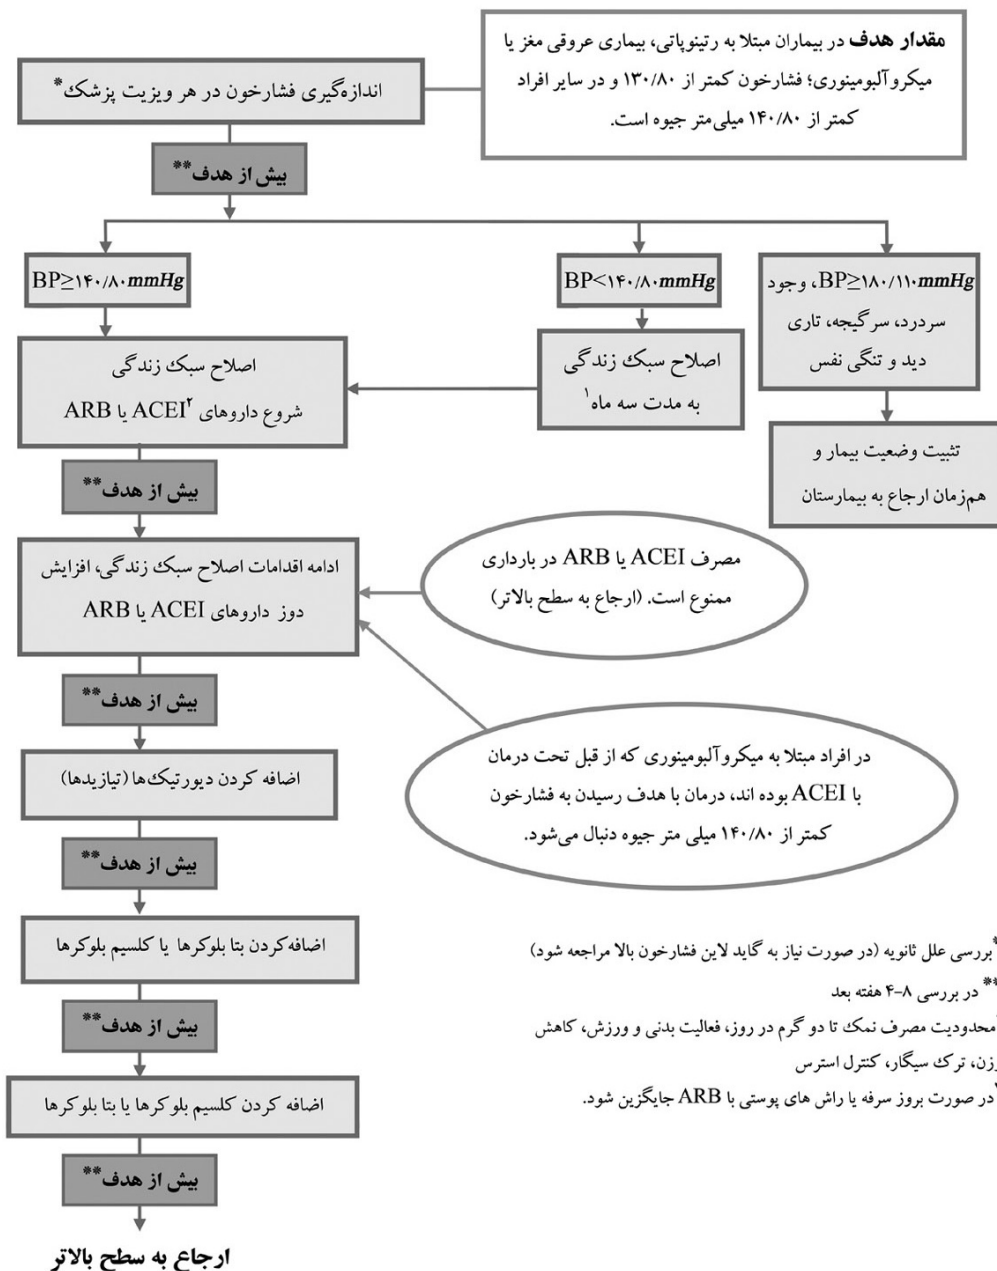 مقدار هدف در بیماران مبتلا به رتینوپاتی، بیماری عروقی مغز یا
میکروآلبومینوری؛ فشارخون کمتر از ۱۳۰/۸۰ و در سایر افراد
کمتر از ۱۴۰/۸۰ میلی‌متر جیوه است.
اندازه‌گیری فشارخون در هر ویزیت پزشک*
بیش از هدف**
BP≥۱۸۰/۱۱۰mmHg، وجود
سردرد، سرگیجه، تاری
دید و تنگی نفس
BP<۱۴۰/۸۰mmHg
BP≥۱۴۰/۸۰mmHg
تثبیت وضعیت بیمار و
هم‌زمان ارجاع به بیمارستان
اصلاح سبک زندگی
به مدت سه ماه۱
اصلاح سبک زندگی
شروع داروهای ACEI۲ یا ARB
بیش از هدف**
ادامه اقدامات اصلاح سبک زندگی، افزایش
دوز داروهای ACEI یا ARB
مصرف ACEI یا ARB در بارداری
ممنوع است. (ارجاع به سطح بالاتر)
بیش از هدف**
در افراد مبتلا به میکروآلبومینوری که از قبل تحت درمان
با ACEI بوده اند، درمان با هدف رسیدن به فشارخون
کمتر از ۱۴۰/۸۰ میلی متر جیوه دنبال می‌شود.
اضافه کردن دیورتیک‌ها (تیازیدها)
بیش از هدف**
اضافه‌کردن بتا بلوکرها یا کلسیم بلوکرها
بیش از هدف**
اضافه کردن کلسیم بلوکرها یا بتا بلوکرها
بیش از هدف**
ارجاع به سطح بالاتر
*بررسی علل ثانویه (در صورت نیاز به گاید لاین فشارخون بالا مراجعه شود)
** در بررسی ۸-۴ هفته بعد
محدودیت مصرف نمک تا دو گرم در روز، فعالیت بدنی و ورزش، کاهش
وزن، ترک سیگار، کنترل استرس
۲در صورت بروز سرفه یا راش های پوستی با ARB جایگزین شود.